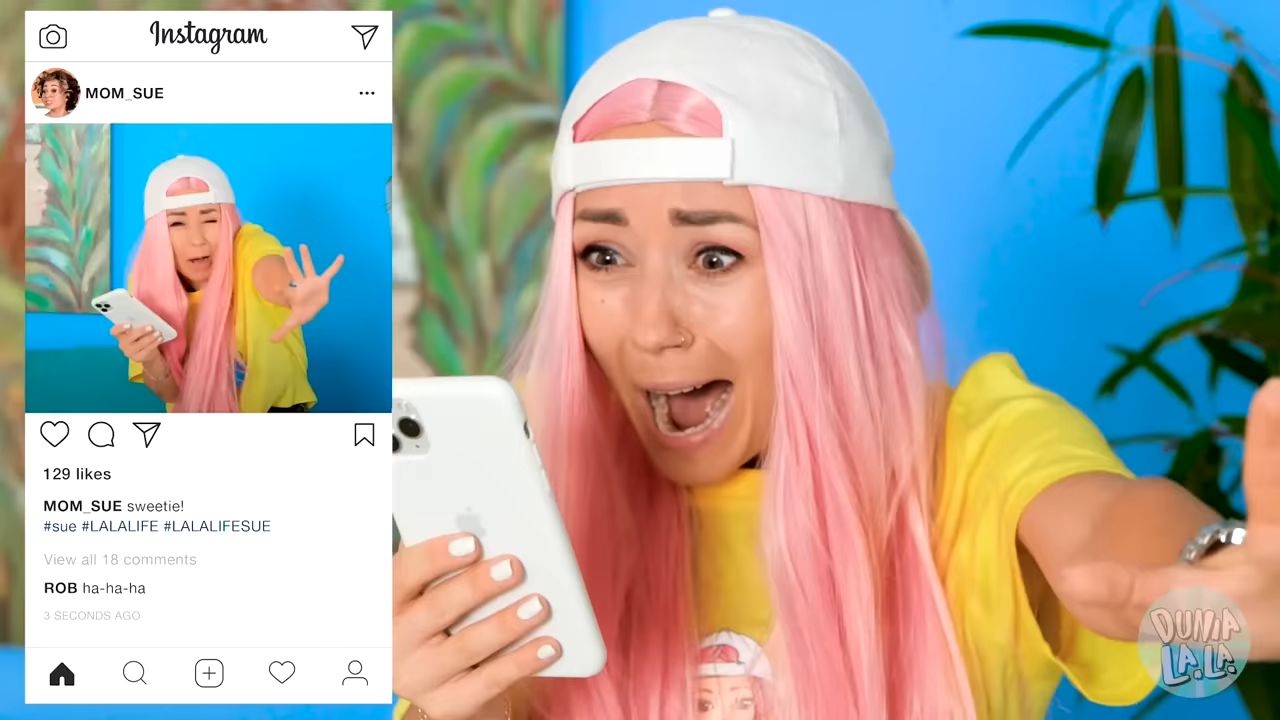 Instagram
MOM_SUE
129 likes
MOM_SUE sweetie!
#sue #LALALIFE #LALALIFESUE
View all 18 comments
ROB ha-ha-ha
3 SECONDS AGO
DUNIA
LA.LA.